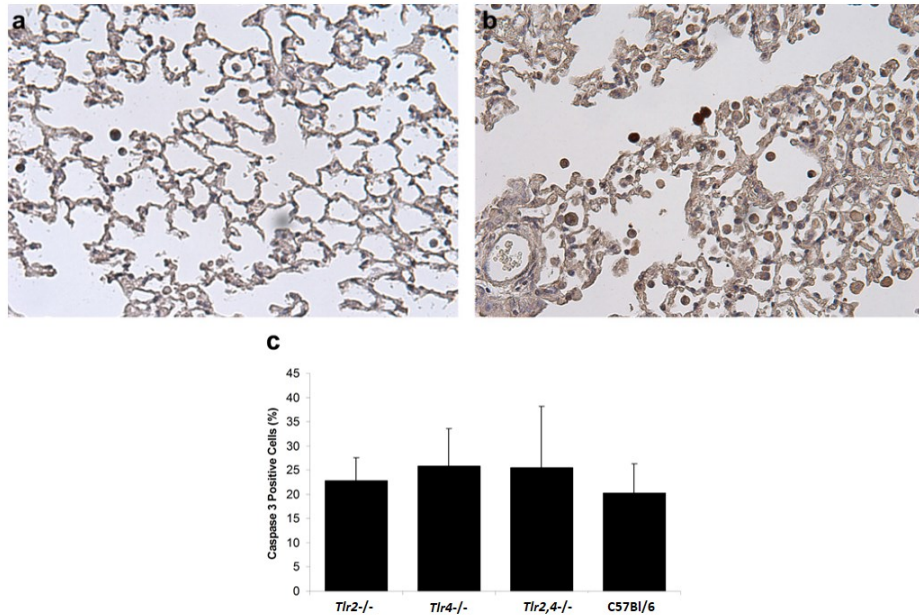 a
b
c
45
40
35
30
25
20
15
10
5
0
Caspase 3 Positive Cells (%)
Tlr2-/- Tlr4-/- Tlr2,4-/- C57Bl/6